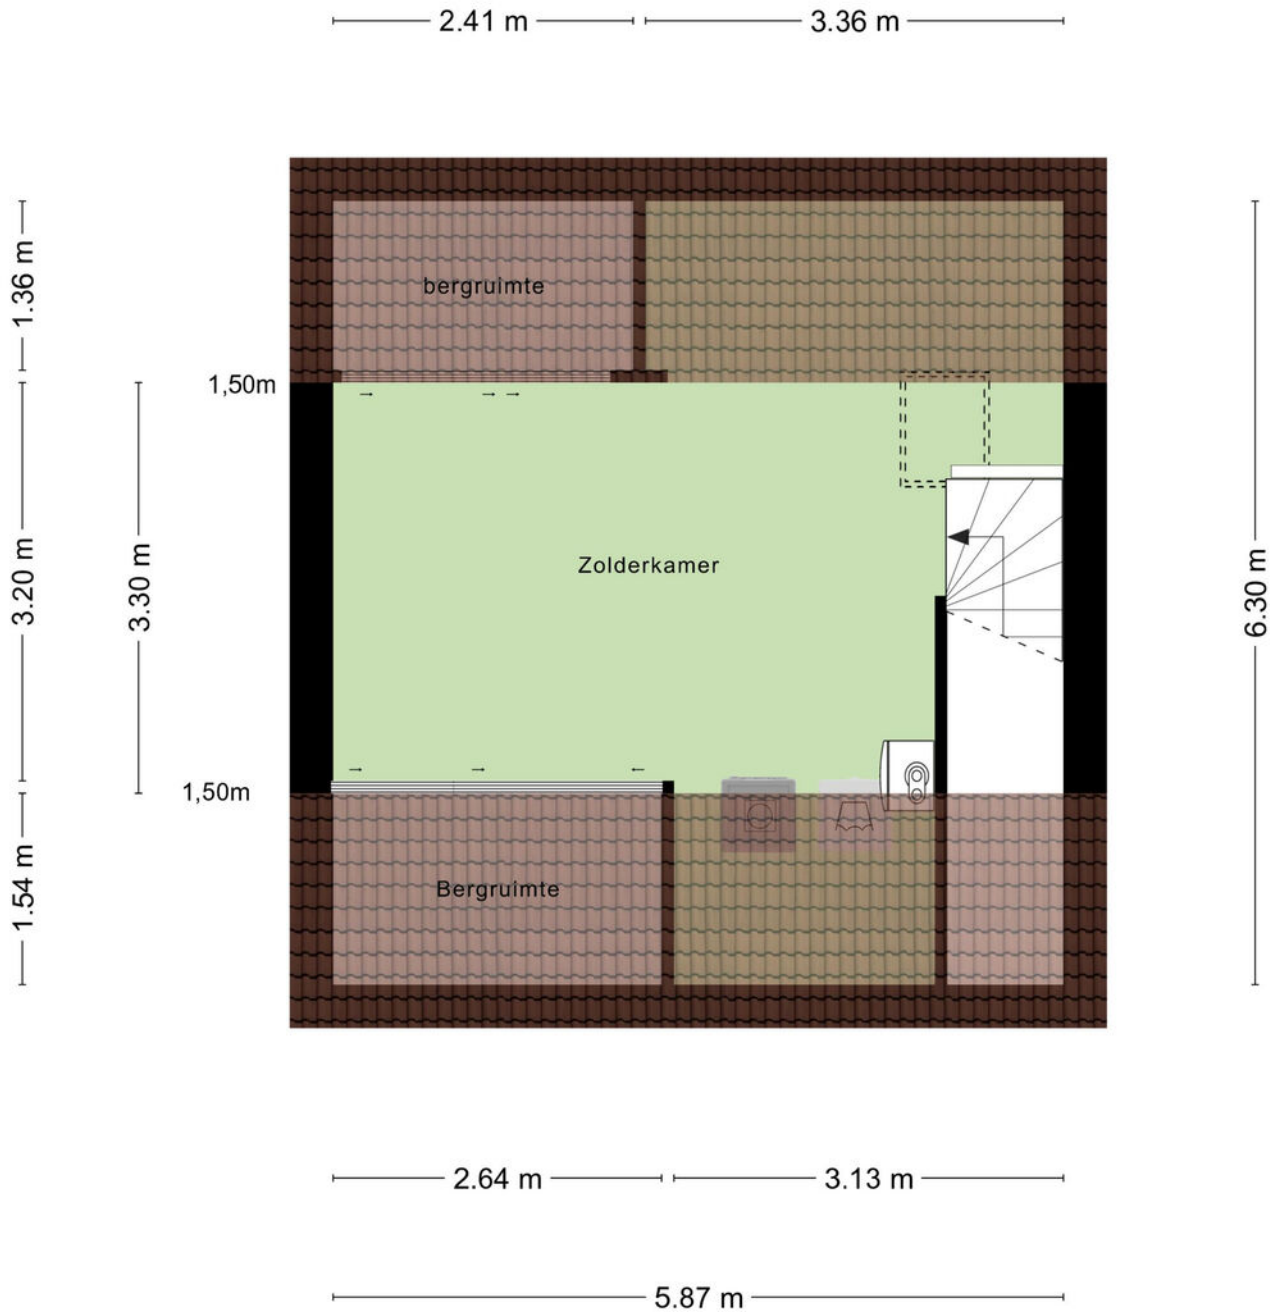 2.41 m
3.36 m
1.36 m
bergruimte
1,50m
3.20 m
3.30 m
Zolderkamer
6.30 m
1,50m
1.54 m
Bergruimte
2.64 m
3.13 m
5.87 m